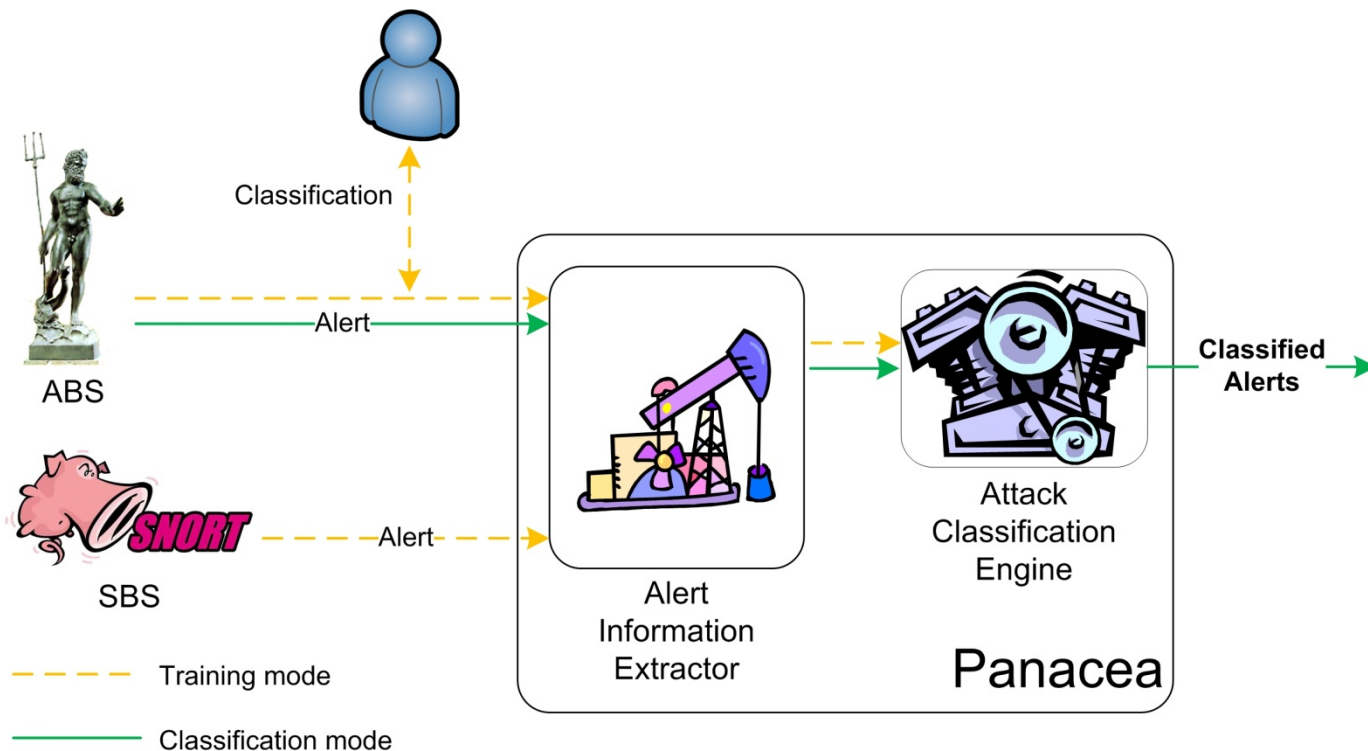 Classification
Alert
ABS
SNORT
SBS
Alert
Alert
Information
Extractor
Attack
Classification
Engine
Classified
Alerts
Panacea
Training mode
Classification mode